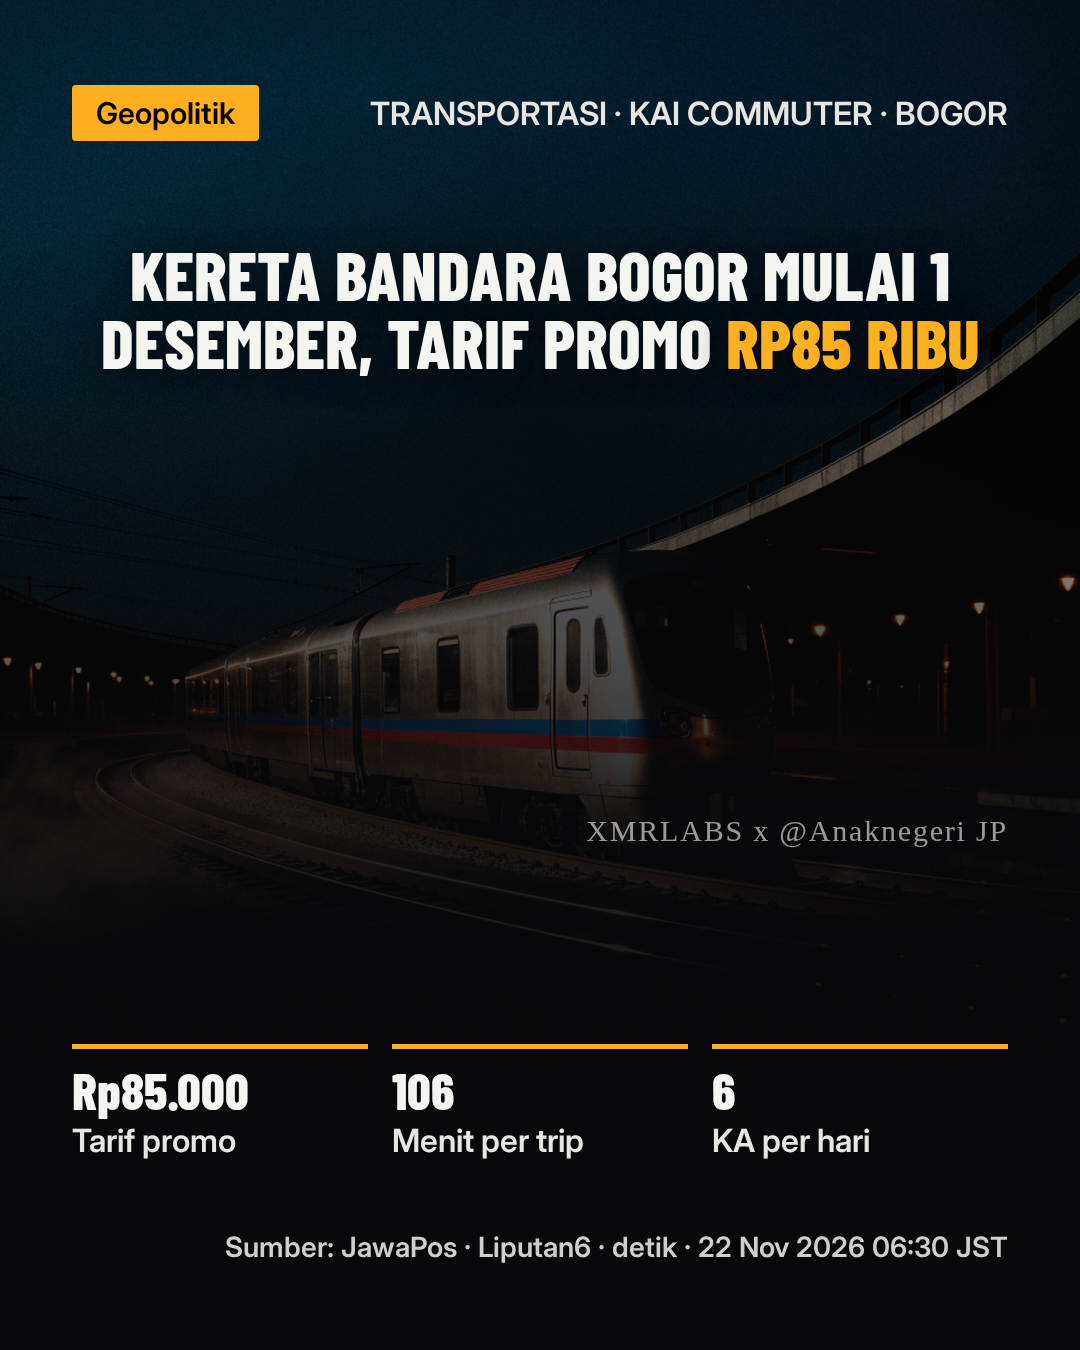 Geopolitik
TRANSPORTASI · KAI COMMUTER · BOGOR
KERETA BANDARA BOGOR MULAI 1
DESEMBER, TARIF PROMO RP85 RIBU
XMRLABS x @Anaknegeri JP
Rp85.000
Tarif promo
106
Menit per trip
6
KA per hari
Sumber: JawaPos · Liputan6 · detik · 22 Nov 2026 06:30 JST